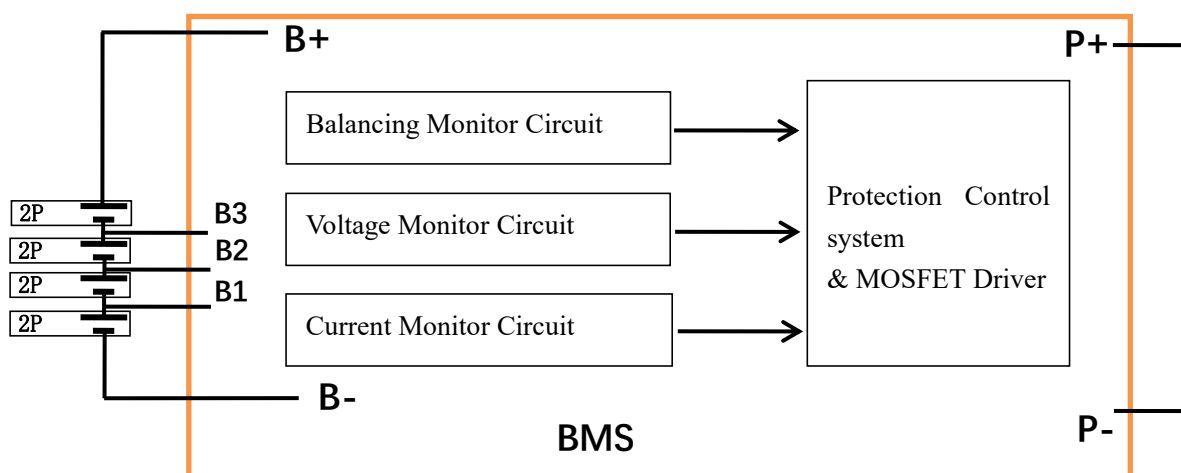 B+
P+
Balancing Monitor Circuit
2P
B3
Voltage Monitor Circuit
Protection Control
system
& MOSFET Driver
2P
B2
2P
B1
2P
Current Monitor Circuit
B-
P-
BMS